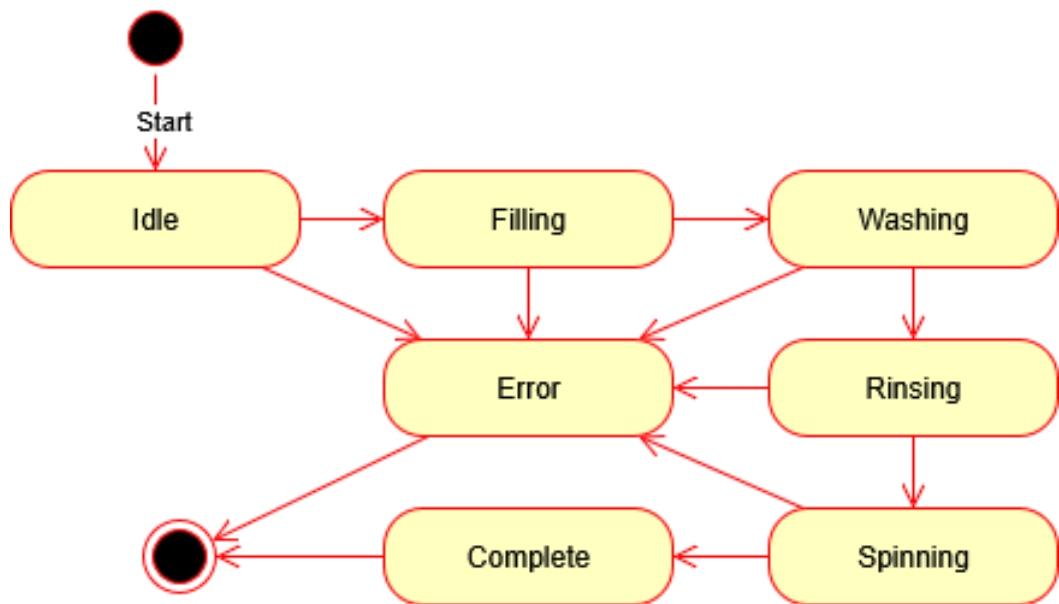 Start
Idle
Filling
Washing
Error
Rinsing
Complete
Spinning